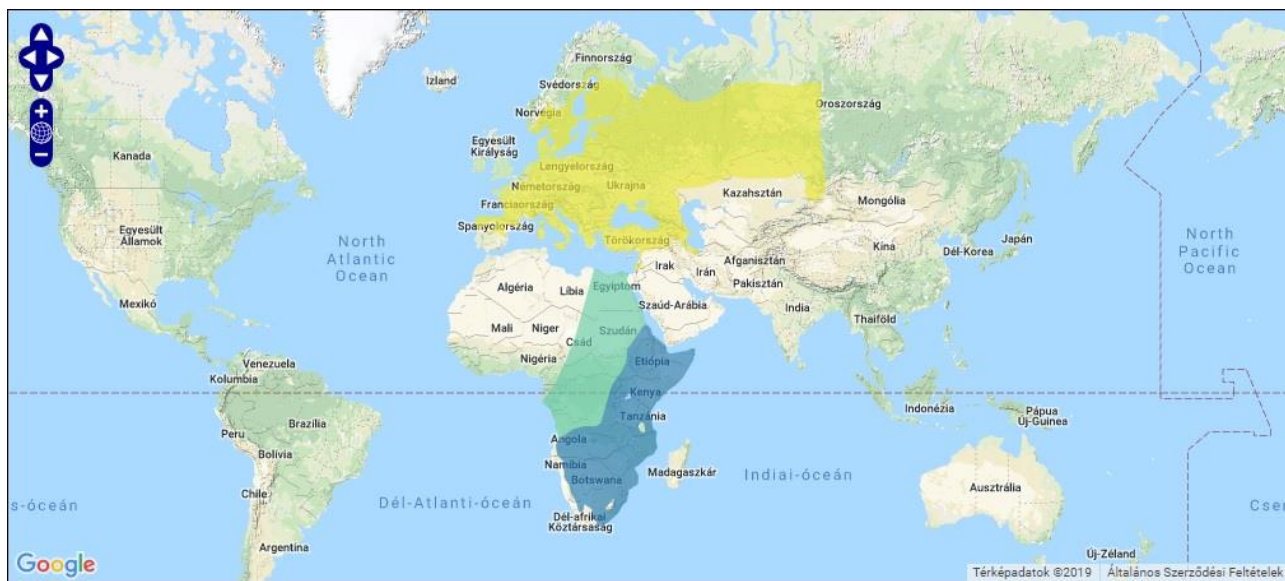 Finnország
Izland
Svédország
Oroszország
Norvégia
Egyesült
Királyság
Kanada
Lengyelország
Németország
Ukrajna
Kazahsztán
Mongólia
Franciaország
Spanyolország
Egyesült
Államok
North
Atlantic
Ocean
Törökország
Kína
Japán
Dél-Korea
North
Pacific
Ocean
Irak
Irán
Afganisztán
Pakisztán
Algéria
Líbia
Egyiptom
Szaúd-Arábia
India
Mexikó
Mali
Niger
Csád
Szudán
Thaiföld
Nigéria
Etiópia
Venezuela
Kolumbia
Kenya
Indonézia
Pápua
Új-Guinea
Tanzánia
Peru
Brazília
Angola
Bolívia
Namíbia
Botswana
Madagaszkár
Indiai-óceán
Ausztrália
Chile
s-óceán
Dél-Atlanti-óceán
Dél-afrikai
Köztársaság
Csen
Argentína
Új-Zéland
Google
Térképadatok ©2019
Általános Szerződési Feltételek